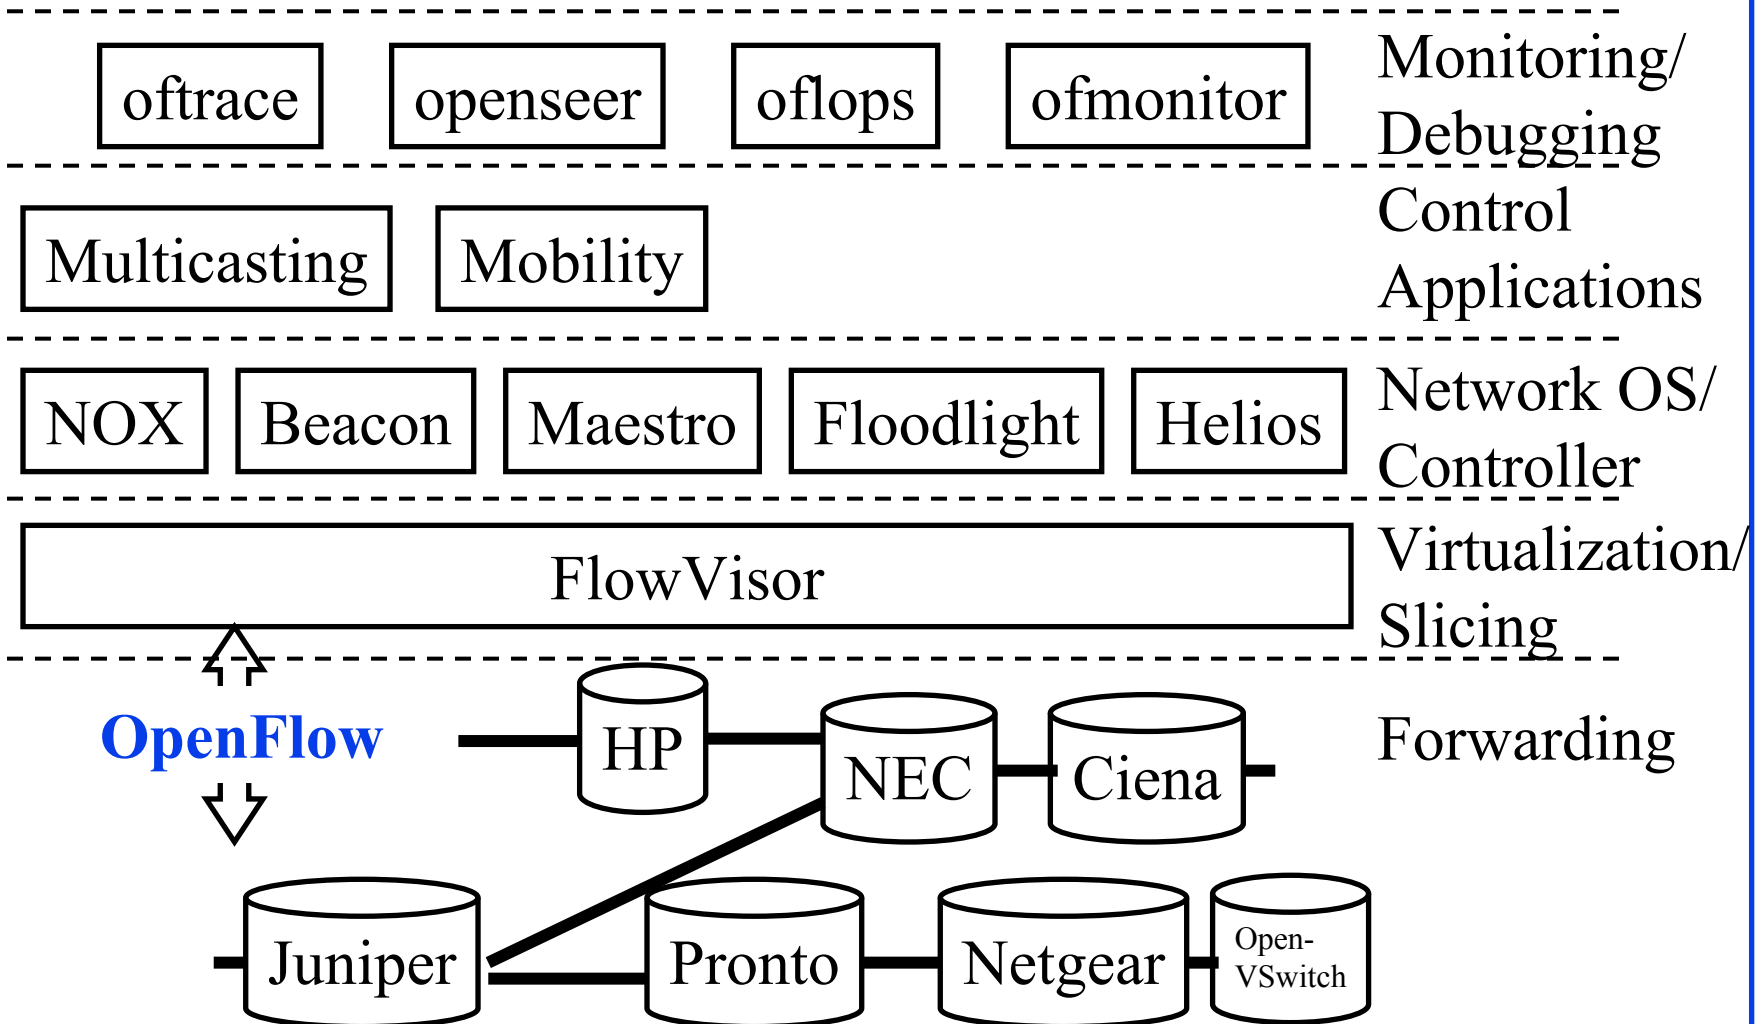 oftrace openseer oflops ofmonitor
Monitoring/
Debugging
Multicasting Mobility
Control
Applications
NOX Beacon Maestro Floodlight Helios
Network OS/
Controller
FlowVisor
Virtualization/
Slicing
OpenFlow
HP NEC Ciena
Forwarding
Juniper Pronto Netgear
Open-
VSwitch